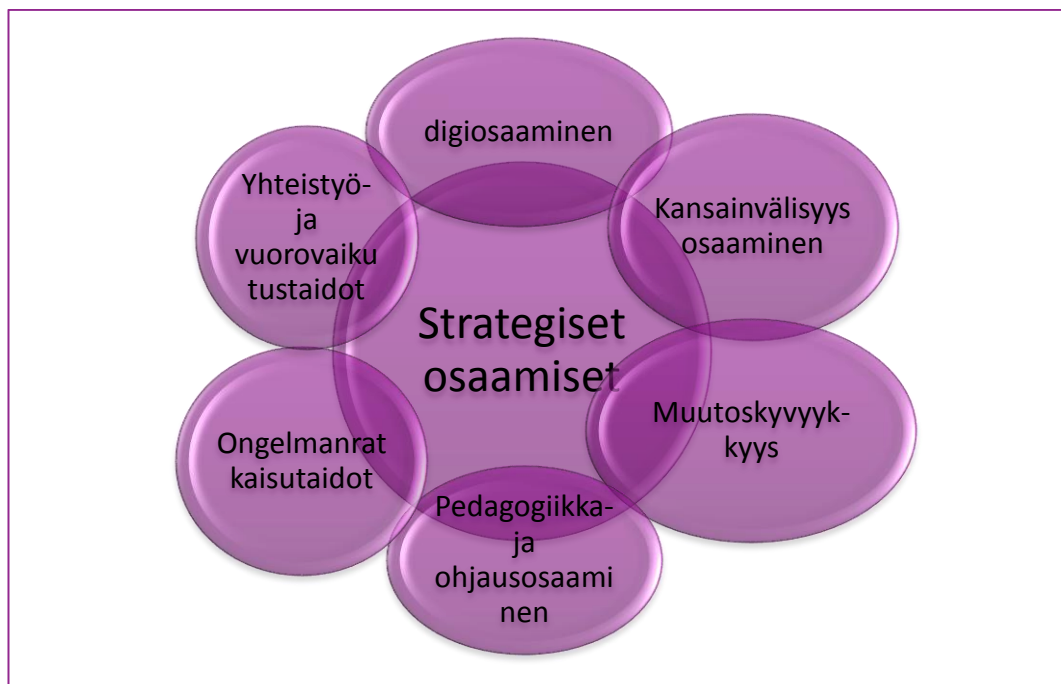 digiosaaminen
Kansainvälisyys
osaaminen
Muutoskyvyyk-
kyys
Pedagogiikka-
ja
ohjausosaami
nen
Ongelmanrat
kaisutaidot
Yhteistyö-
ja
vuorovaiku
tustaidot
Strategiset
osaamiset